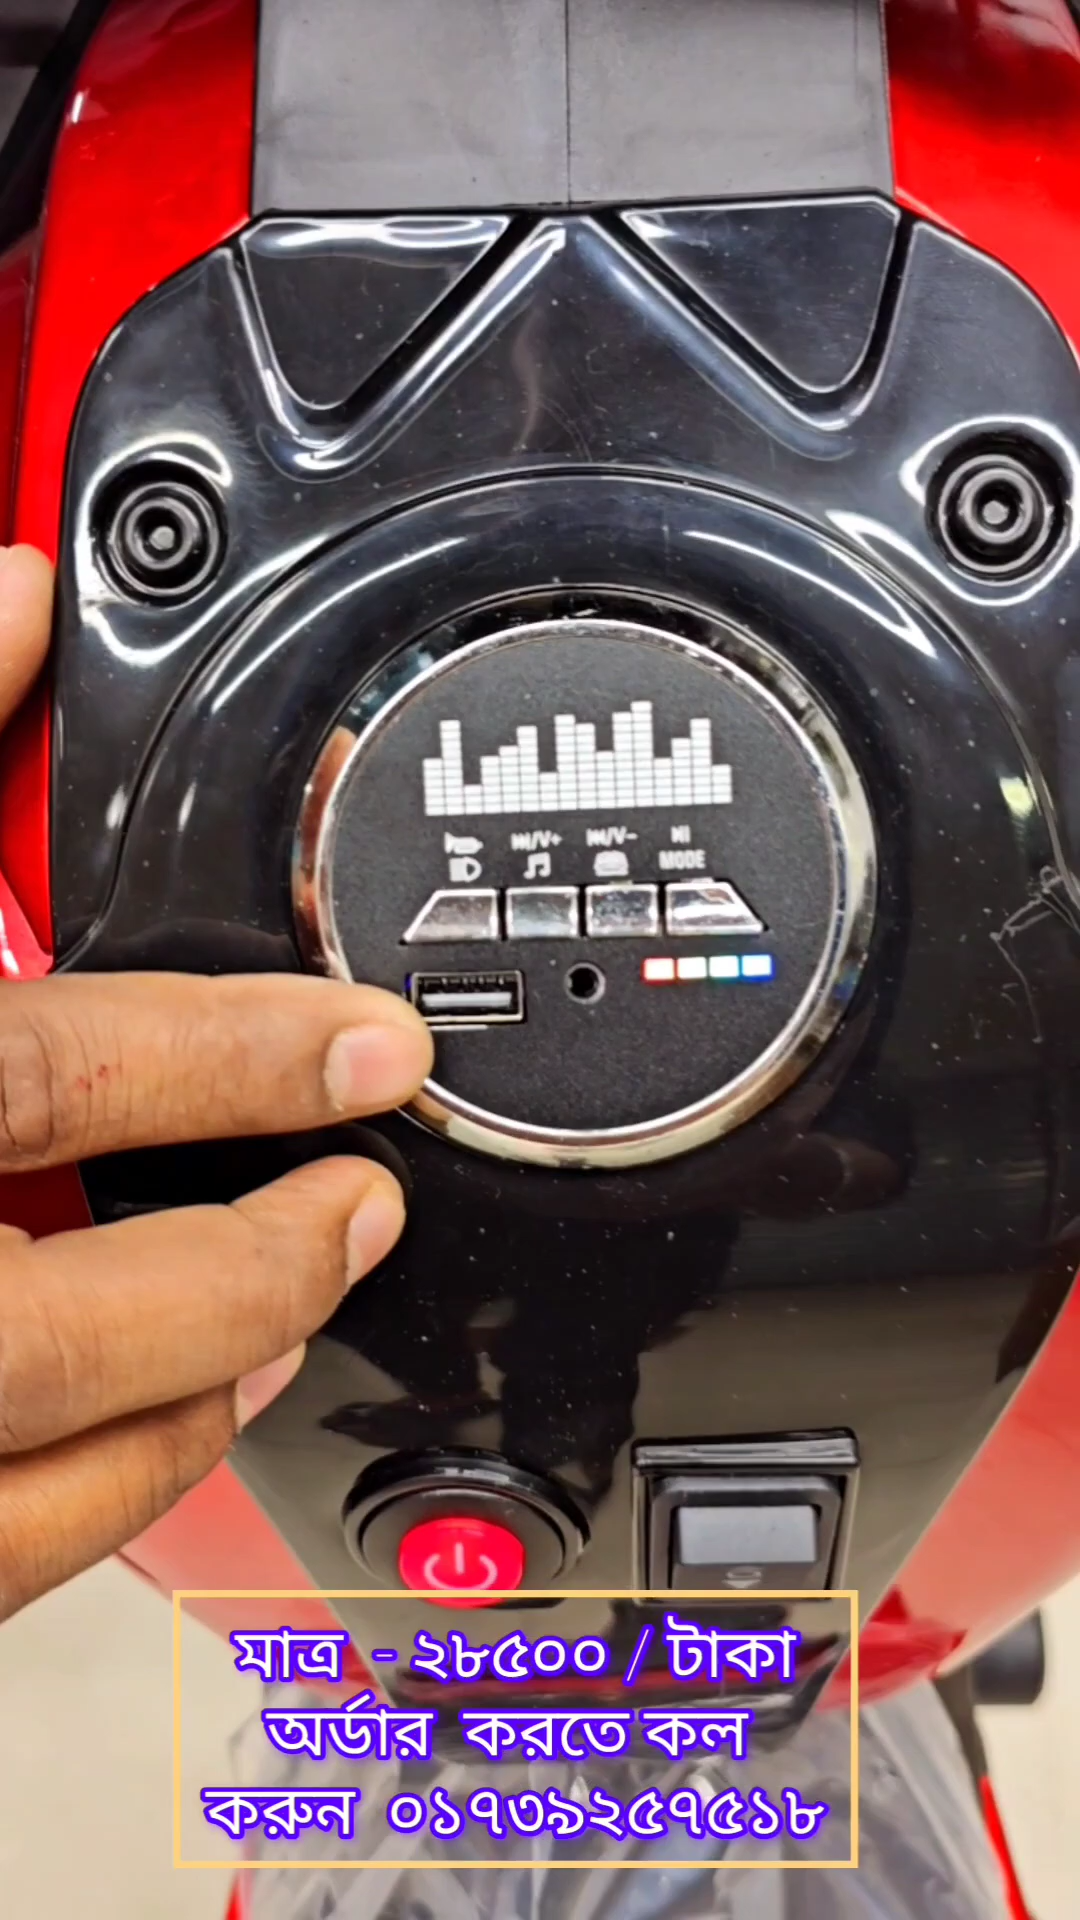 ⏭/V+ ⏮/V- ⏯
MODE
মাত্র - ২৮৫০০ / টাকা
অর্ডার করতে কল
করুন ০১৭৩৯২৫৭৫১৮